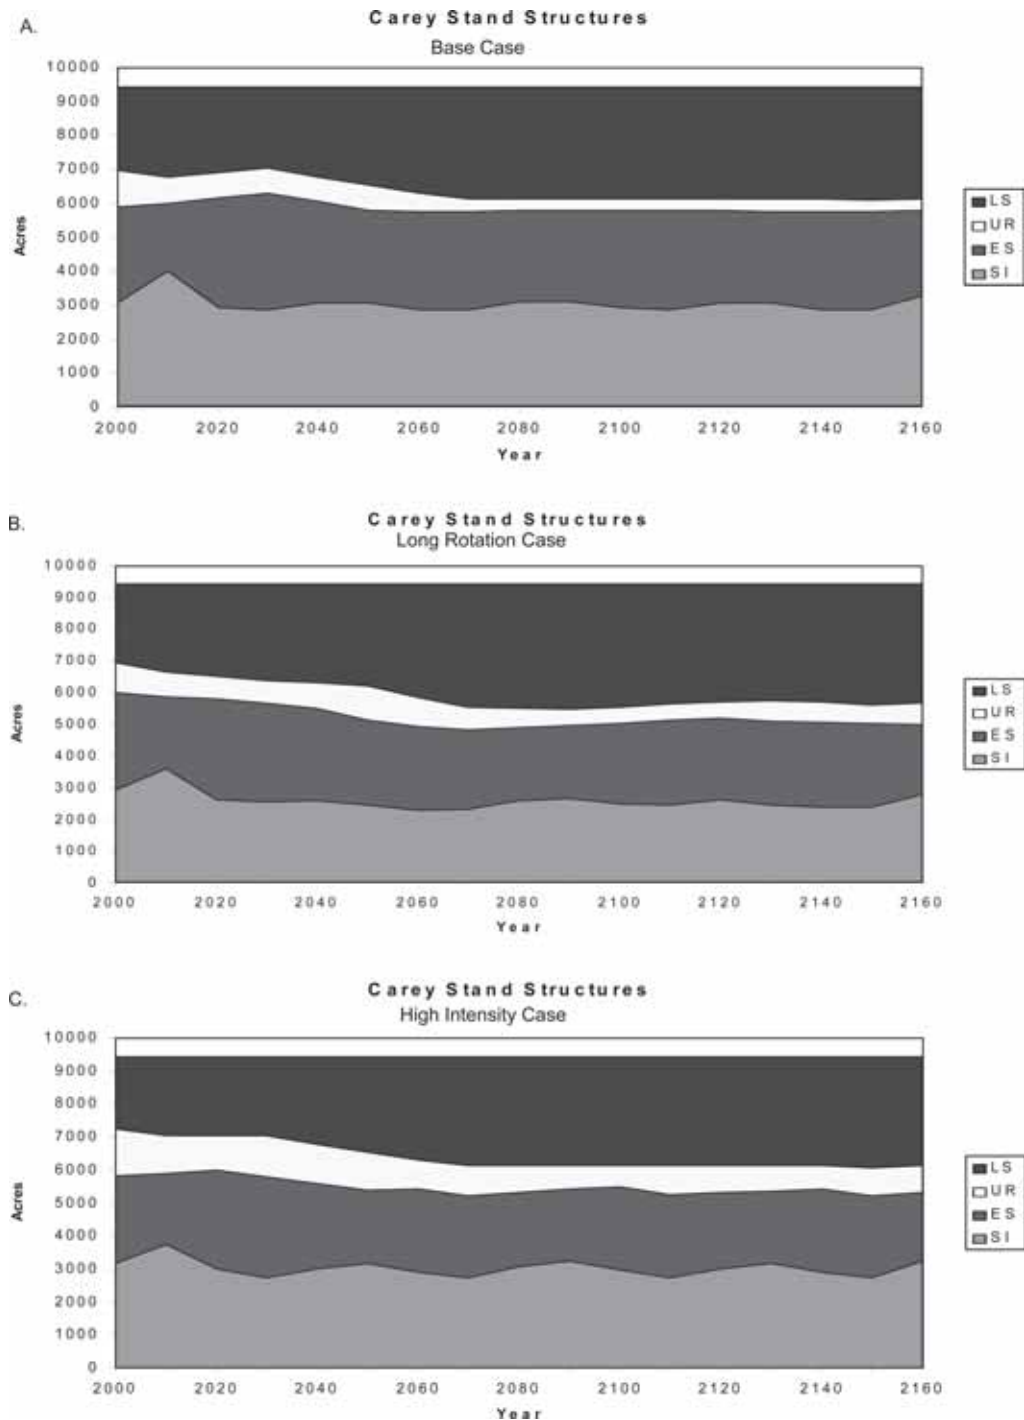 A.
Carey Stand Structures
Base Case
10000
9000
8000
7000
6000
5000
4000
3000
2000
1000
0
Acres
2000 2020 2040 2060 2080 2100 2120 2140 2160
Year
LS
UR
ES
SI
B.
Carey Stand Structures
Long Rotation Case
10000
9000
8000
7000
6000
5000
4000
3000
2000
1000
0
Acres
2000 2020 2040 2060 2080 2100 2120 2140 2160
Year
LS
UR
ES
SI
C.
Carey Stand Structures
High Intensity Case
10000
9000
8000
7000
6000
5000
4000
3000
2000
1000
0
Acres
2000 2020 2040 2060 2080 2100 2120 2140 2160
Year
LS
UR
ES
SI